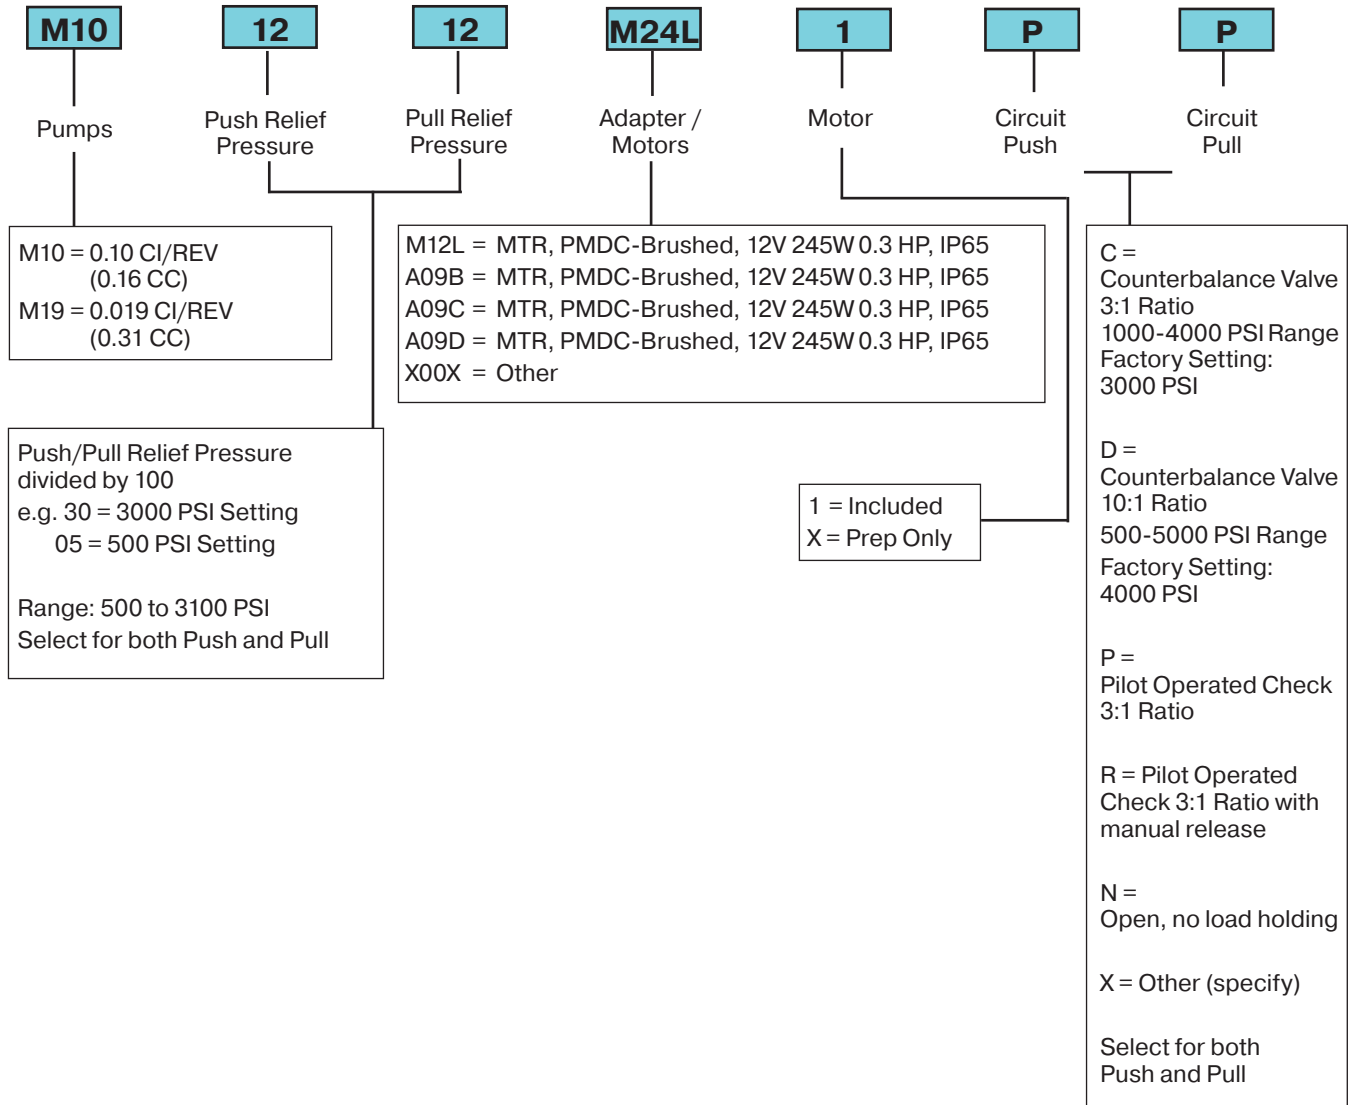 M10 12 12 M24L 1 P P
Pumps
Push Relief
Pressure
Pull Relief
Pressure
Adapter /
Motors
Motor
Circuit
Push
Circuit
Pull
M10 = 0.10 CI/REV
(0.16 CC)
M19 = 0.019 CI/REV
(0.31 CC)
Push/Pull Relief Pressure
divided by 100
e.g. 30 = 3000 PSI Setting
05 = 500 PSI Setting
Range: 500 to 3100 PSI
Select for both Push and Pull
M12L = MTR, PMDC-Brushed, 12V 245W 0.3 HP, IP65
A09B = MTR, PMDC-Brushed, 12V 245W 0.3 HP, IP65
A09C = MTR, PMDC-Brushed, 12V 245W 0.3 HP, IP65
A09D = MTR, PMDC-Brushed, 12V 245W 0.3 HP, IP65
X00X = Other
1 = Included
X = Prep Only
C =
Counterbalance Valve
3:1 Ratio
1000-4000 PSI Range
Factory Setting:
3000 PSI
D =
Counterbalance Valve
10:1 Ratio
500-5000 PSI Range
Factory Setting:
4000 PSI
P =
Pilot Operated Check
3:1 Ratio
R = Pilot Operated
Check 3:1 Ratio with
manual release
N =
Open, no load holding
X = Other (specify)
Select for both
Push and Pull